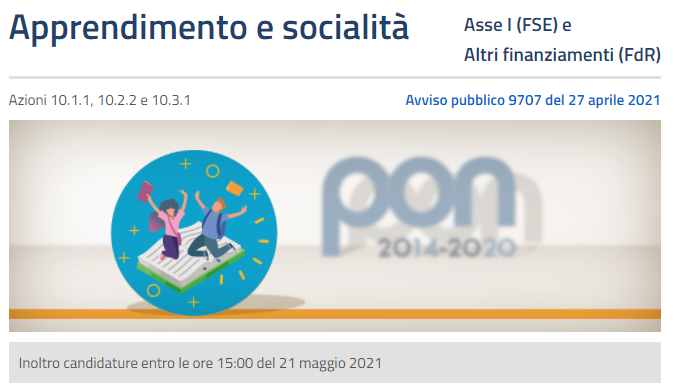 Apprendimento e socialità
Asse I (FSE) e
Altri finanziamenti (FdR)
Azioni 10.1.1, 10.2.2 e 10.3.1
Avviso pubblico 9707 del 27 aprile 2021
pon
2014-2020
Inoltro candidature entro le ore 15:00 del 21 maggio 2021